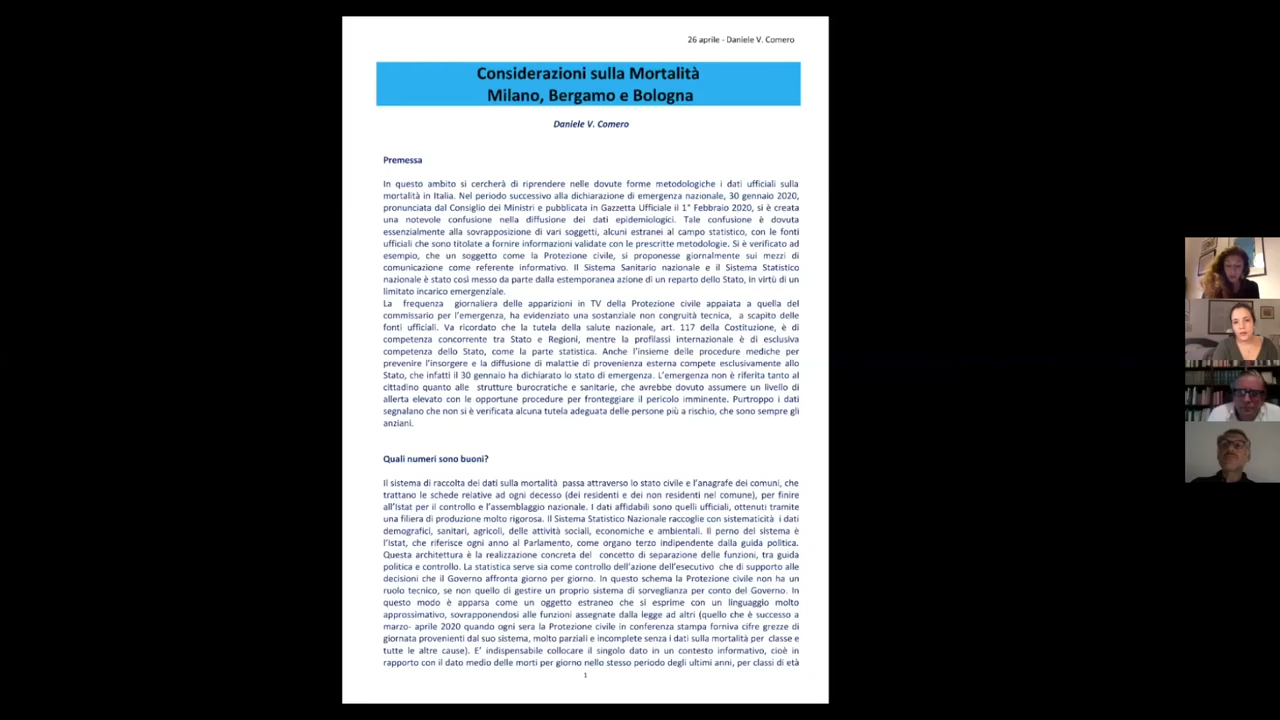 26 aprile - Daniele V. Comero
Considerazioni sulla Mortalità
Milano, Bergamo e Bologna
Daniele V. Comero
Premessa
In questo ambito si cercherà di riprendere nelle dovute forme metodologiche i dati ufficiali sulla
mortalità in Italia. Nel periodo successivo alla dichiarazione di emergenza nazionale, 30 gennaio 2020,
pronunciata dal Consiglio dei Ministri e pubblicata in Gazzetta Ufficiale il 1° Febbraio 2020, si è creata
una notevole confusione nella diffusione dei dati epidemiologici. Tale confusione è dovuta
essenzialmente alla sovrapposizione di vari soggetti, alcuni estranei al campo statistico, con le fonti
ufficiali che sono titolate a fornire informazioni validate con le prescritte metodologie. Si è verificato ad
esempio, che un soggetto come la Protezione civile, si proponesse giornalmente sui mezzi di
comunicazione come referente informativo. Il Sistema Sanitario nazionale e il Sistema Statistico
nazionale è stato così messo da parte dalla estemporanea azione di un reparto dello Stato, in virtù di un
limitato incarico emergenziale.
La frequenza giornaliera delle apparizioni in TV della Protezione civile appaiata a quella del
commissario per l'emergenza, ha evidenziato una sostanziale non congruità tecnica, a scapito delle
fonti ufficiali. Va ricordato che la tutela della salute nazionale, art. 117 della Costituzione, è di
competenza concorrente tra Stato e Regioni, mentre la profilassi internazionale è di esclusiva
competenza dello Stato, come la parte statistica. Anche l'insieme delle procedure mediche per
prevenire l'insorgere e la diffusione di malattie di provenienza esterna compete esclusivamente allo
Stato, che infatti il 30 gennaio ha dichiarato lo stato di emergenza. L'emergenza non è riferita tanto al
cittadino quanto alle strutture burocratiche e sanitarie, che avrebbe dovuto assumere un livello di
allerta elevato con le opportune procedure per fronteggiare il pericolo imminente. Purtroppo i dati
segnalano che non si è verificata alcuna tutela adeguata delle persone più a rischio, che sono sempre gli
anziani.
Quali numeri sono buoni?
Il sistema di raccolta dei dati sulla mortalità passa attraverso lo stato civile e l'anagrafe dei comuni, che
trattano le schede relative ad ogni decesso (dei residenti e dei non residenti nel comune), per finire
all'Istat per il controllo e l'assemblaggio nazionale. I dati affidabili sono quelli ufficiali, ottenuti tramite
una filiera di produzione molto rigorosa. Il Sistema Statistico Nazionale raccoglie con sistematicità i dati
demografici, sanitari, agricoli, delle attività sociali, economiche e ambientali. Il perno del sistema è
l'Istat, che riferisce ogni anno al Parlamento, come organo terzo indipendente dalla guida politica.
Questa architettura è la realizzazione concreta del concetto di separazione delle funzioni, tra guida
politica e controllo. La statistica serve sia come controllo dell'azione dell'esecutivo che di supporto alle
decisioni che il Governo affronta giorno per giorno. In questo schema la Protezione civile non ha un
ruolo tecnico, se non quello di gestire un proprio sistema di sorveglianza per conto del Governo. In
questo modo è apparsa come un oggetto estraneo che si esprime con un linguaggio molto
approssimativo, sovrapponendosi alle funzioni assegnate dalla legge ad altri (quello che è successo a
marzo- aprile 2020 quando ogni sera la Protezione civile in conferenza stampa forniva cifre grezze di
giornata provenienti dal suo sistema, molto parziali e incomplete senza i dati sulla mortalità per classe e
tutte le altre cause). E' indispensabile collocare il singolo dato in un contesto informativo, cioè in
rapporto con il dato medio delle morti per giorno nello stesso periodo degli ultimi anni, per classi di età
1